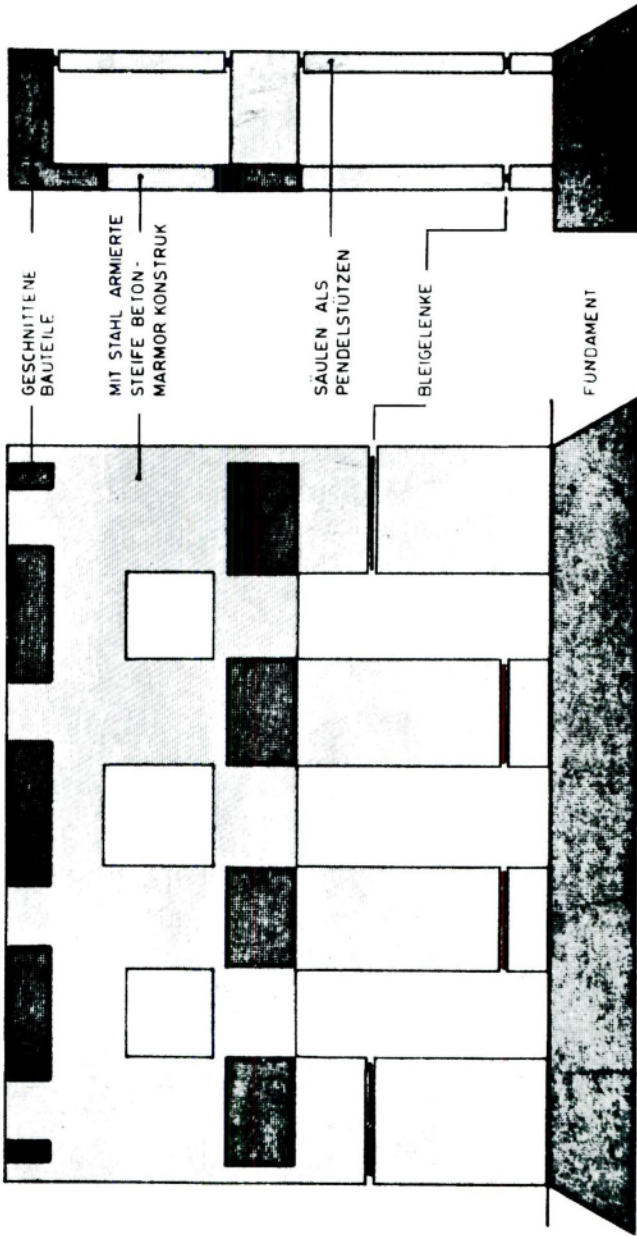 GESCHNITTENE
BAUTEILE
MIT STAHL ARMIERTE
STEIFE BETON-
MARMOR KONSTRUK
SÄULEN ALS
PENDELSTÜTZEN
BLEIGELENKE
FUNDAMENT